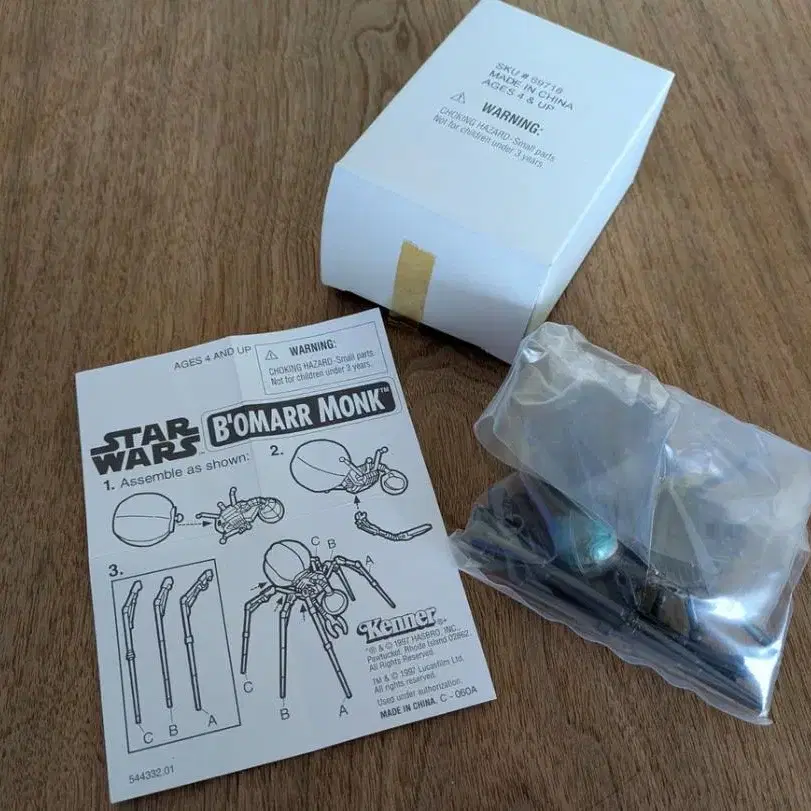 SKU # 69718
MADE IN CHINA
AGES 4 & UP
⚠ WARNING:
CHOKING HAZARD-Small parts
Not for children under 3 years.
AGES 4 AND UP
⚠ WARNING:
CHOKING HAZARD-Small parts
Not for children under 3 years.
STAR WARS™
B'OMARR MONK™
1. Assemble as shown:
2.
3.
C B A
C B A
C B A
Kenner®
®® & © 1997 HASBRO, INC.,
Pawtucket, Rhode Island 02862.
All Rights Reserved.
TM & © 1997 Lucasfilm Ltd.
All rights reserved.
Used under authorization.
MADE IN CHINA. C - 060A
544332.01